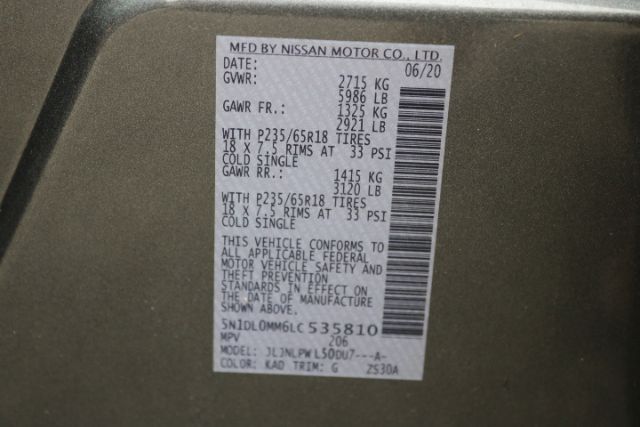 MFD BY NISSAN MOTOR CO., LTD.
DATE: 06/20
GVWR: 2715 KG
5986 LB
GAWR FR.: 1325 KG
2921 LB
WITH P235/65R18 TIRES
18 X 7.5 RIMS AT 33 PSI
COLD SINGLE
GAWR RR.: 1415 KG
3120 LB
WITH P235/65R18 TIRES
18 X 7.5 RIMS AT 33 PSI
COLD SINGLE
THIS VEHICLE CONFORMS TO
ALL APPLICABLE FEDERAL
MOTOR VEHICLE SAFETY AND
THEFT PREVENTION
STANDARDS IN EFFECT ON
THE DATE OF MANUFACTURE
SHOWN ABOVE.
5N1DL0MM6LC535810
MPV 206
MODEL:
COLOR: KAD TRIM: G ZS30A